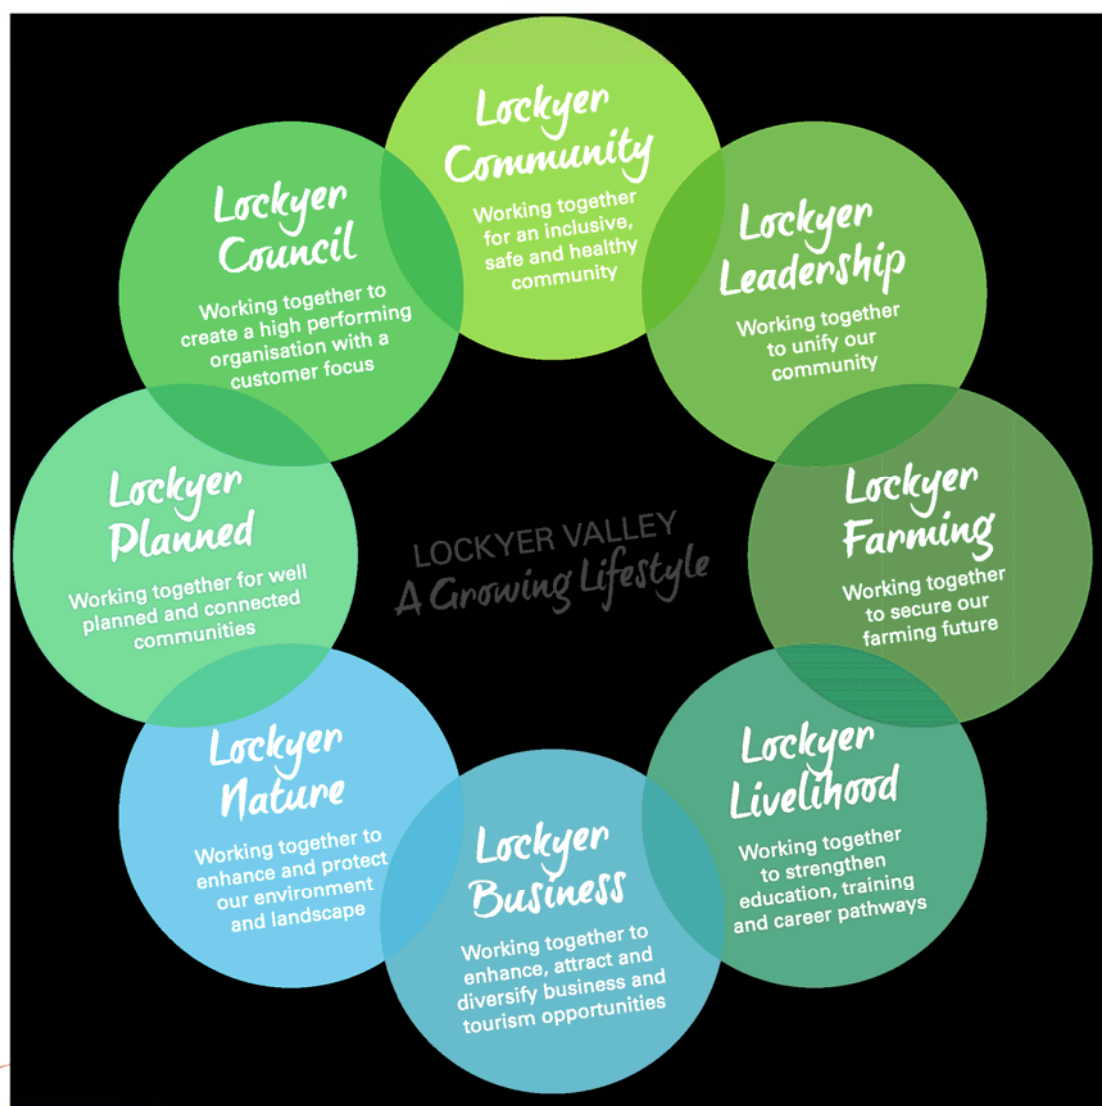 Lockyer
Community
Working together
for an inclusive,
safe and healthy
community
Lockyer
Leadership
Working together
to unify our
community
Lockyer
Farming
Working together
to secure our
farming future
Lockyer
Livelihood
Working together
to strengthen
education, training
and career pathways
Lockyer
Business
Working together to
enhance, attract and
diversify business and
tourism opportunities
Lockyer
Nature
Working together to
enhance and protect
our environment
and landscape
Lockyer
Planned
Working together for well
planned and connected
communities
Lockyer
Council
Working together to
create a high performing
organisation with a
customer focus
LOCKYER VALLEY
A Growing Lifestyle